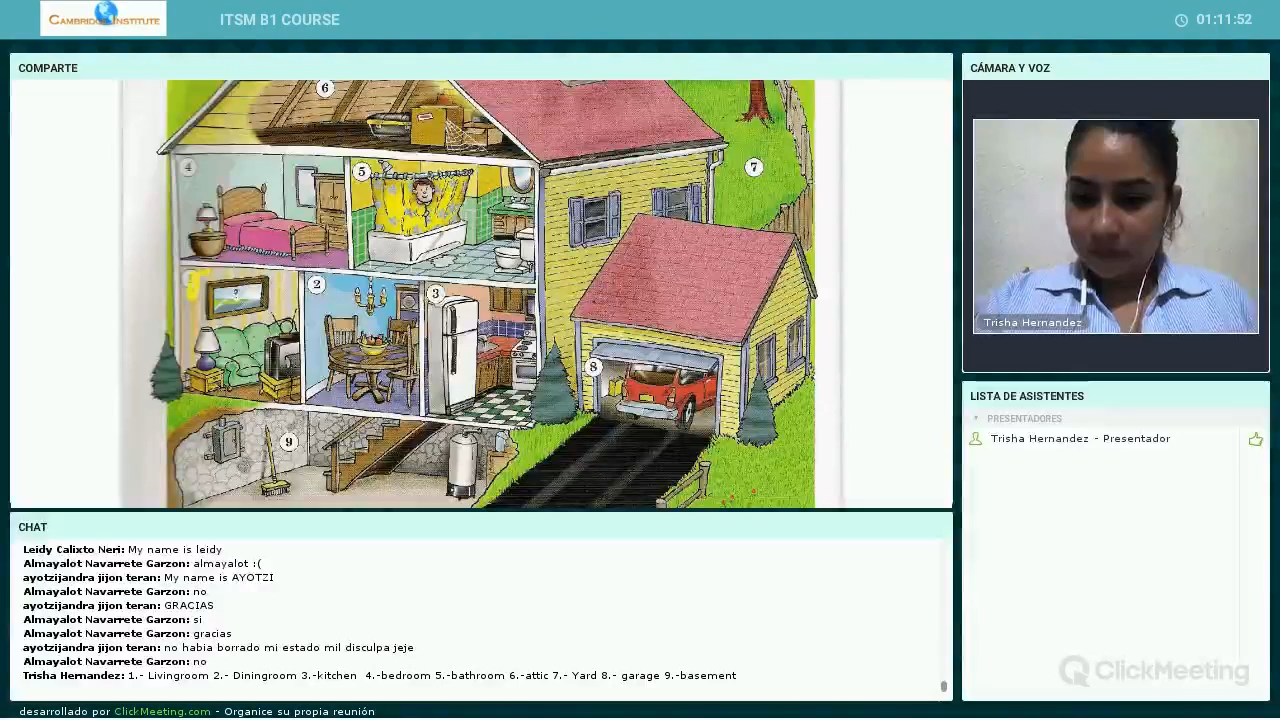 CAMBRIDGE INSTITUTE
ITSM B1 COURSE
01:11:52
COMPARTE
6
4
5
7
?
2
3
8
9
CÁMARA Y VOZ
Trisha Hernandez
LISTA DE ASISTENTES
PRESENTADORES
Trisha Hernandez - Presentador
CHAT
Leidy Calixto Neri: My name is leidy
Almayalot Navarrete Garzon: almayalot :(
ayotzijandra jijon teran: My name is AYOTZI
Almayalot Navarrete Garzon: no
ayotzijandra jijon teran: GRACIAS
Almayalot Navarrete Garzon: si
Almayalot Navarrete Garzon: gracias
ayotzijandra jijon teran: no habia borrado mi estado mil disculpa jeje
Almayalot Navarrete Garzon: no
Trisha Hernandez: 1.- Livingroom 2.- Diningroom 3.-kitchen 4.-bedroom 5.-bathroom 6.-attic 7.- Yard 8.- garage 9.-basement
ClickMeeting
desarrollado por ClickMeeting.com - Organice su propia reunión